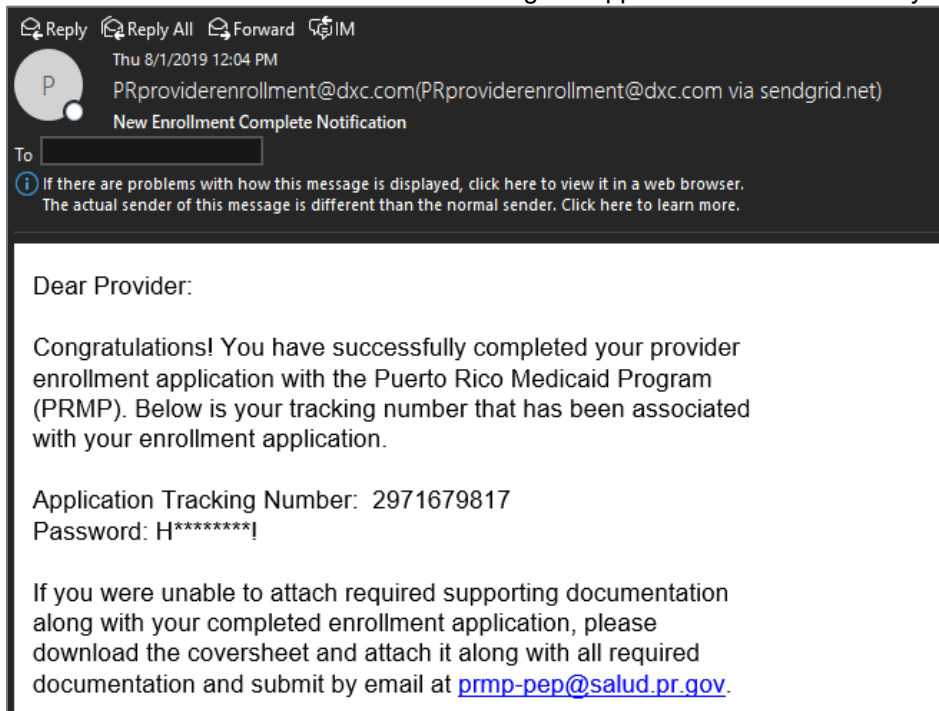 Reply Reply All Forward IM
Thu 8/1/2019 12:04 PM
P
PRproviderenrollment@dxc.com(PRproviderenrollment@dxc.com via sendgrid.net)
New Enrollment Complete Notification
To
If there are problems with how this message is displayed, click here to view it in a web browser.
The actual sender of this message is different than the normal sender. Click here to learn more.
Dear Provider:
Congratulations! You have successfully completed your provider
enrollment application with the Puerto Rico Medicaid Program
(PRMP). Below is your tracking number that has been associated
with your enrollment application.
Application Tracking Number: 2971679817
Password: H********!
If you were unable to attach required supporting documentation
along with your completed enrollment application, please
download the coversheet and attach it along with all required
documentation and submit by email at prmp-pep@salud.pr.gov.